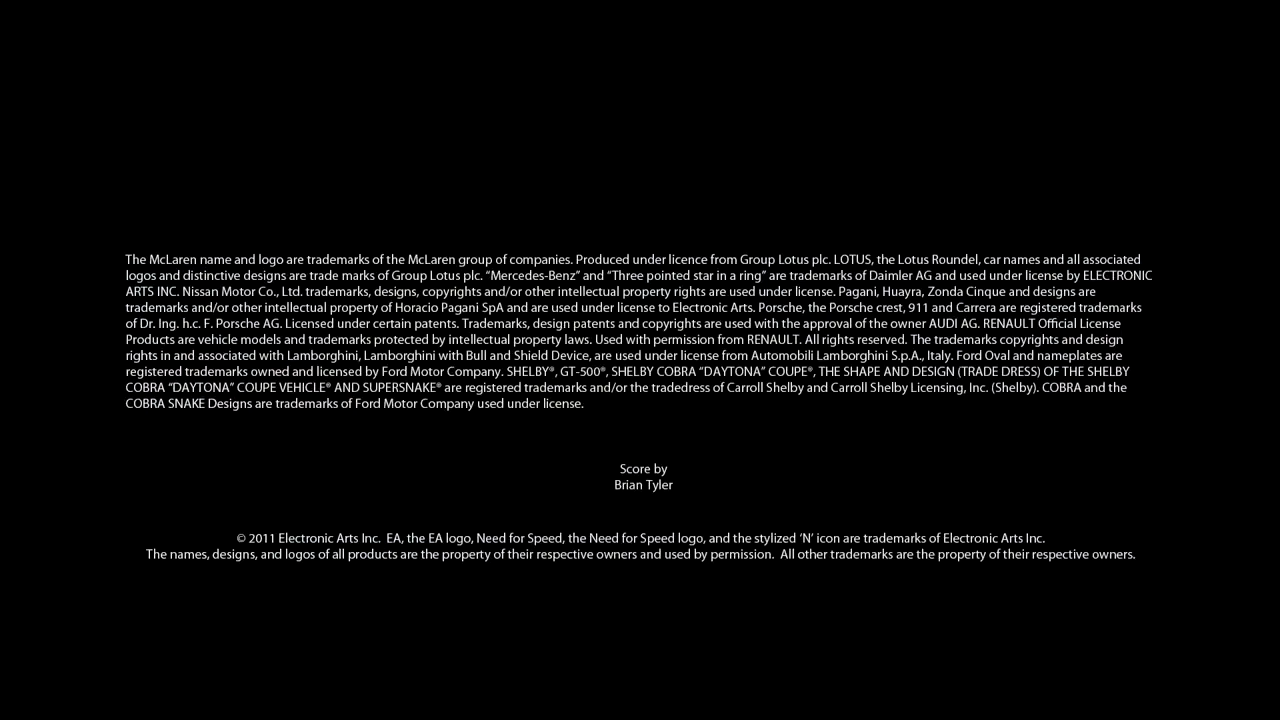 The McLaren name and logo are trademarks of the McLaren group of companies. Produced under licence from Group Lotus plc. LOTUS, the Lotus Roundel, car names and all associated
logos and distinctive designs are trade marks of Group Lotus plc. “Mercedes-Benz” and “Three pointed star in a ring” are trademarks of Daimler AG and used under license by ELECTRONIC
ARTS INC. Nissan Motor Co., Ltd. trademarks, designs, copyrights and/or other intellectual property rights are used under license. Pagani, Huayra, Zonda Cinque and designs are
trademarks and/or other intellectual property of Horacio Pagani SpA and are used under license to Electronic Arts. Porsche, the Porsche crest, 911 and Carrera are registered trademarks
of Dr. Ing. h.c. F. Porsche AG. Licensed under certain patents. Trademarks, design patents and copyrights are used with the approval of the owner AUDI AG. RENAULT Official License
Products are vehicle models and trademarks protected by intellectual property laws. Used with permission from RENAULT. All rights reserved. The trademarks copyrights and design
rights in and associated with Lamborghini, Lamborghini with Bull and Shield Device, are used under license from Automobili Lamborghini S.p.A., Italy. Ford Oval and nameplates are
registered trademarks owned and licensed by Ford Motor Company. SHELBY®, GT-500®, SHELBY COBRA “DAYTONA” COUPE®, THE SHAPE AND DESIGN (TRADE DRESS) OF THE SHELBY
COBRA “DAYTONA” COUPE VEHICLE® AND SUPERSNAKE® are registered trademarks and/or the tradedress of Carroll Shelby and Carroll Shelby Licensing, Inc. (Shelby). COBRA and the
COBRA SNAKE Designs are trademarks of Ford Motor Company used under license.
Score by
Brian Tyler
© 2011 Electronic Arts Inc.  EA, the EA logo, Need for Speed, the Need for Speed logo, and the stylized ‘N’ icon are trademarks of Electronic Arts Inc.
The names, designs, and logos of all products are the property of their respective owners and used by permission.  All other trademarks are the property of their respective owners.